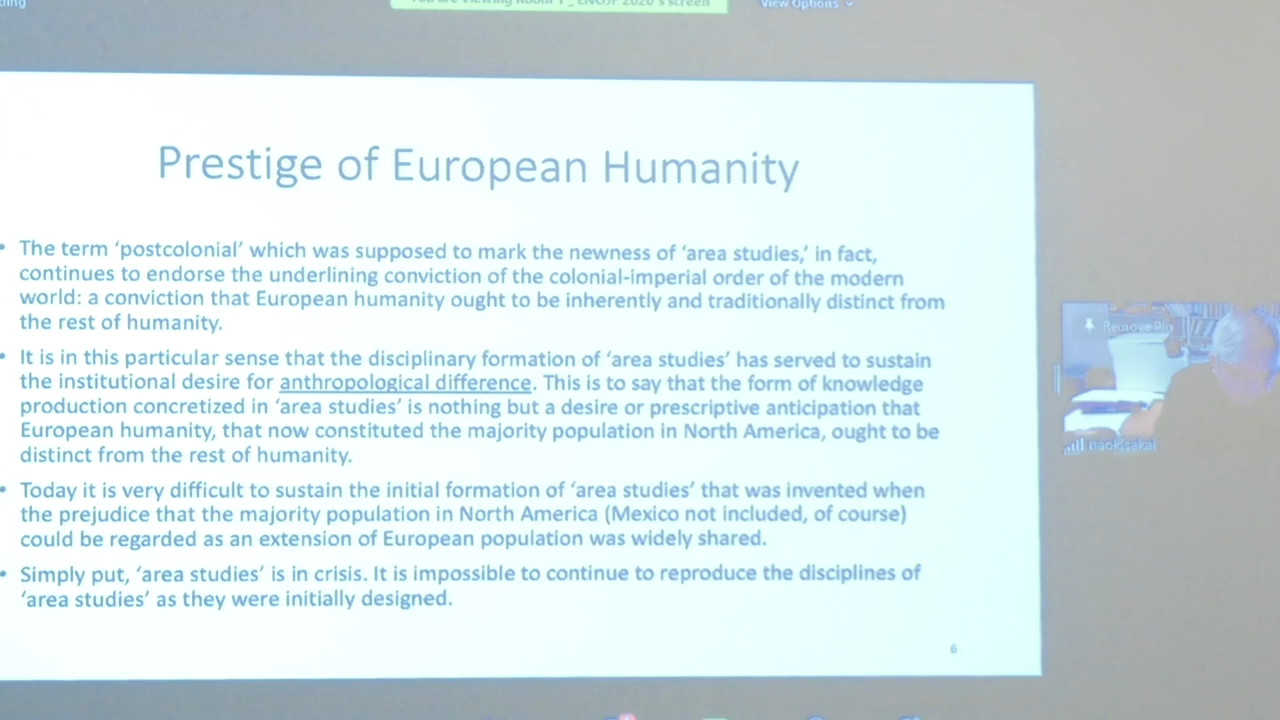 View Options
Prestige of European Humanity
• The term ‘postcolonial’ which was supposed to mark the newness of ‘area studies,’ in fact,
continues to endorse the underlining conviction of the colonial-imperial order of the modern
world: a conviction that European humanity ought to be inherently and traditionally distinct from
the rest of humanity.
• It is in this particular sense that the disciplinary formation of ‘area studies’ has served to sustain
the institutional desire for anthropological difference. This is to say that the form of knowledge
production concretized in ‘area studies’ is nothing but a desire or prescriptive anticipation that
European humanity, that now constituted the majority population in North America, ought to be
distinct from the rest of humanity.
• Today it is very difficult to sustain the initial formation of ‘area studies’ that was invented when
the prejudice that the majority population in North America (Mexico not included, of course)
could be regarded as an extension of European population was widely shared.
• Simply put, ‘area studies’ is in crisis. It is impossible to continue to reproduce the disciplines of
‘area studies’ as they were initially designed.
6
Remove Pin
naokisakai